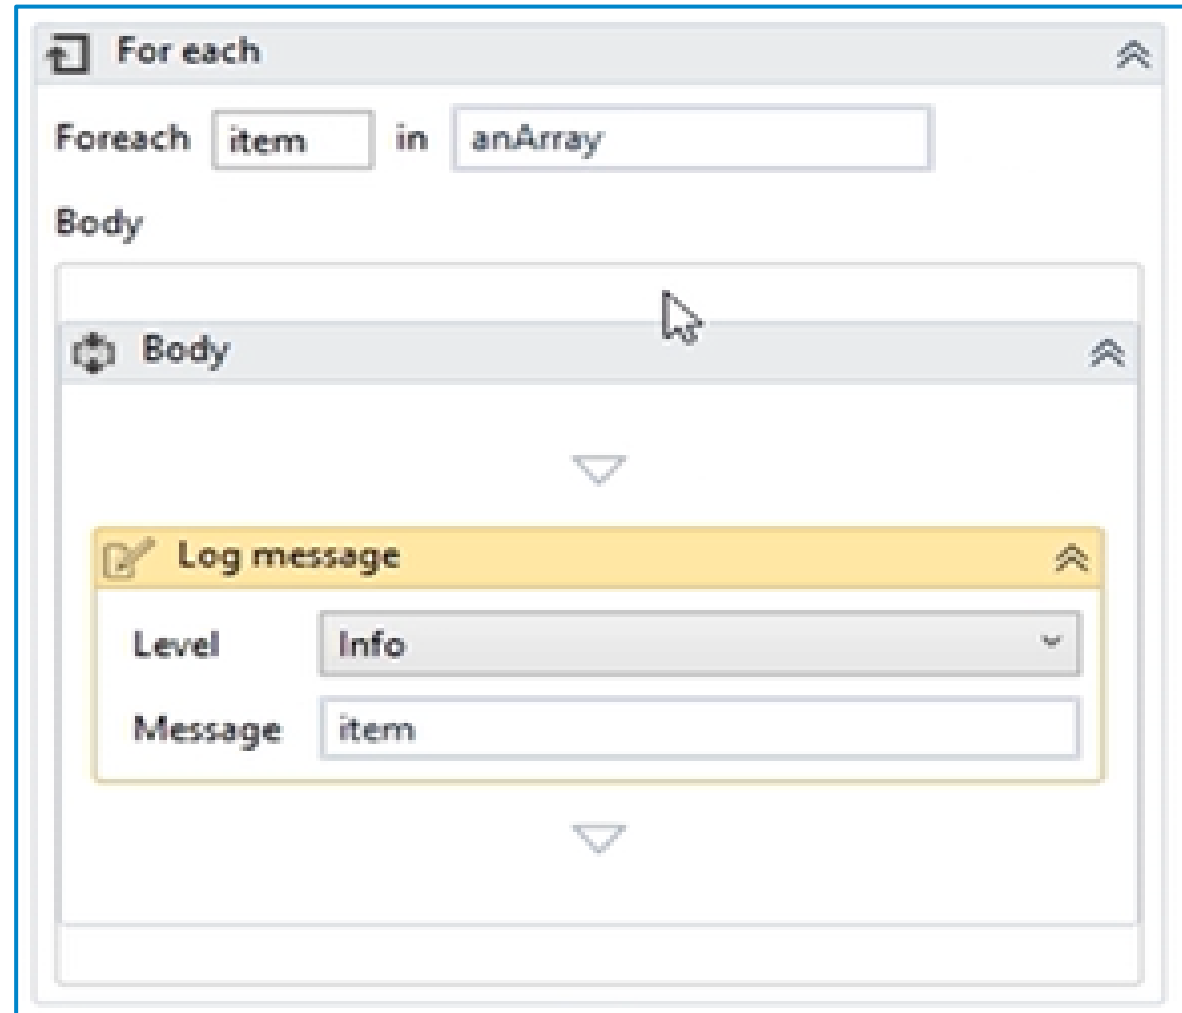 For each
Foreach item in anArray
Body
Body
Log message
Level Info
Message item